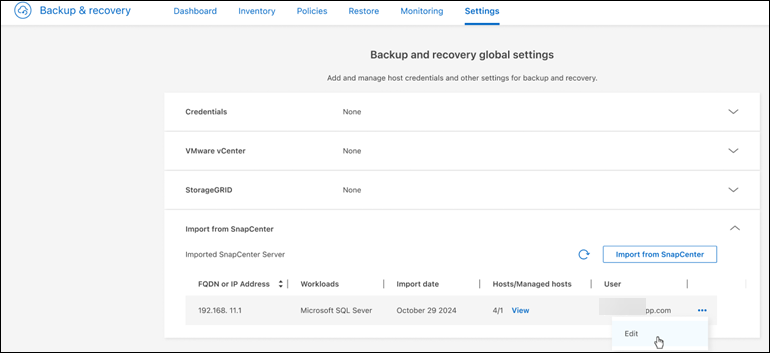 Backup & recovery Dashboard Inventory Policies Restore Monitoring Settings
Backup and recovery global settings
Add and manage host credentials and other settings for backup and recovery.
Credentials None
VMware vCenter None
StorageGRID None
Import from SnapCenter
Imported SnapCenter Server Import from SnapCenter
FQDN or IP Address Workloads Import date Hosts/Managed hosts User
192.168. 11.1 Microsoft SQL Sever October 29 2024 4/1 View pp.com
Edit